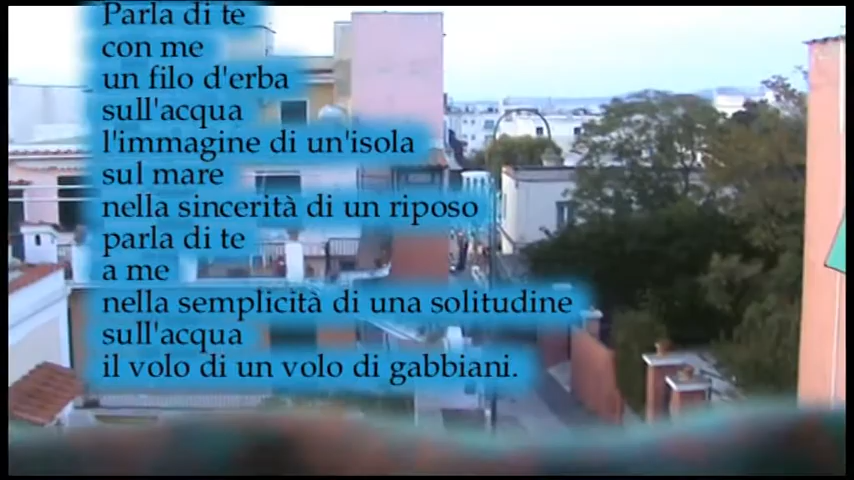 Parla di te
con me
un filo d'erba
sull'acqua
l'immagine di un'isola
sul mare
nella sincerità di un riposo
parla di te
a me
nella semplicità di una solitudine
sull'acqua
il volo di un volo di gabbiani.